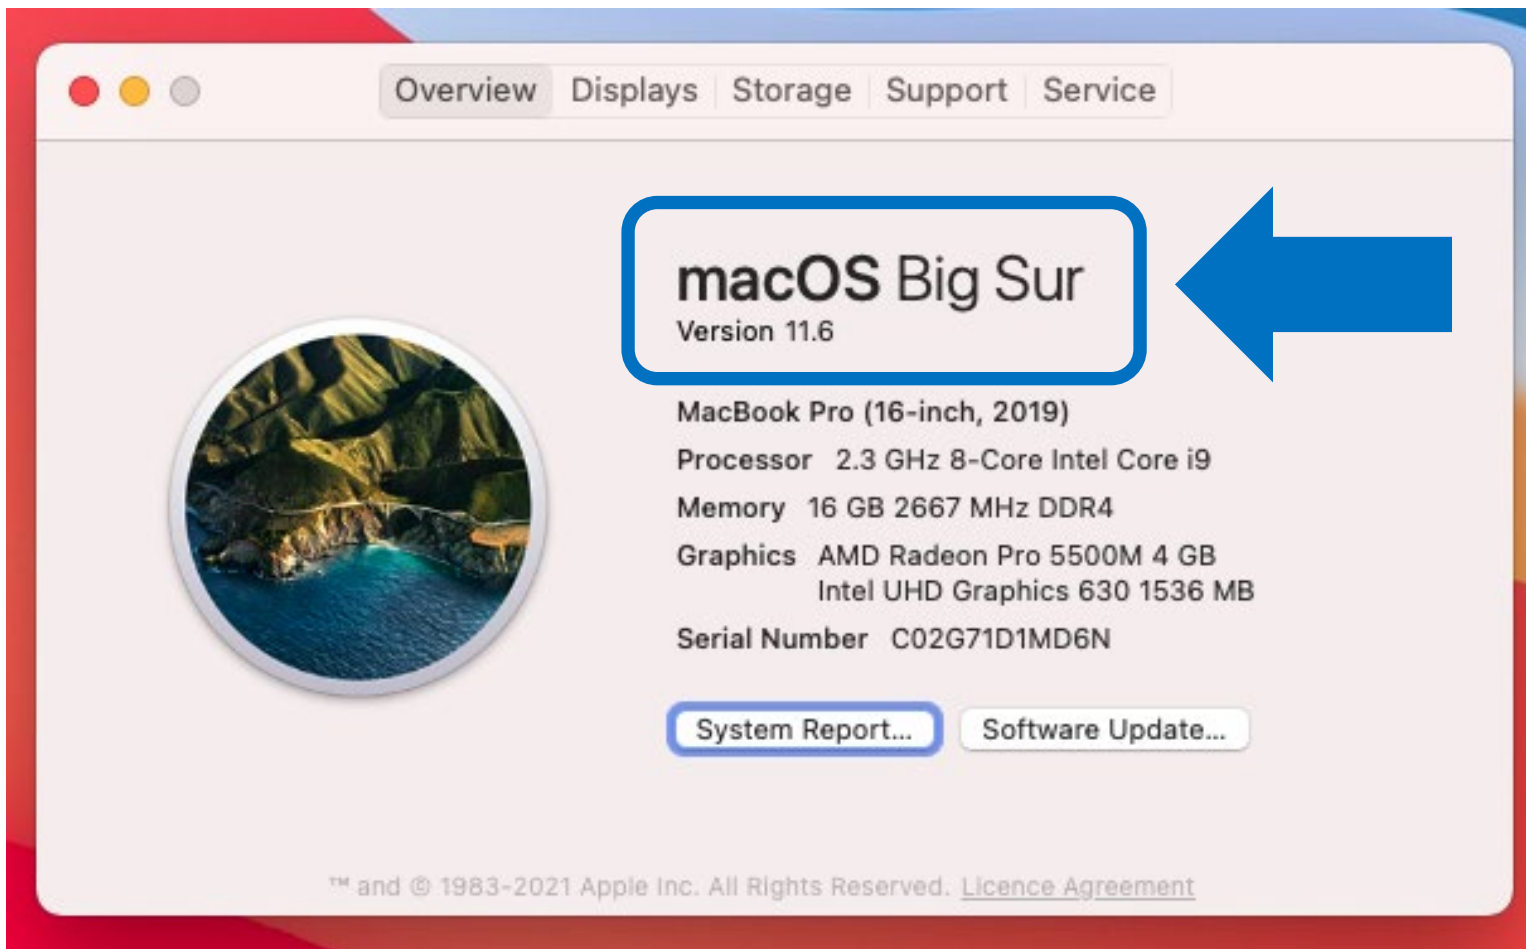 Overview Displays Storage Support Service
macOS Big Sur
Version 11.6
MacBook Pro (16-inch, 2019)
Processor 2.3 GHz 8-Core Intel Core i9
Memory 16 GB 2667 MHz DDR4
Graphics AMD Radeon Pro 5500M 4 GB
Intel UHD Graphics 630 1536 MB
Serial Number C02G71D1MD6N
System Report... Software Update...
™ and © 1983-2021 Apple Inc. All Rights Reserved. Licence Agreement